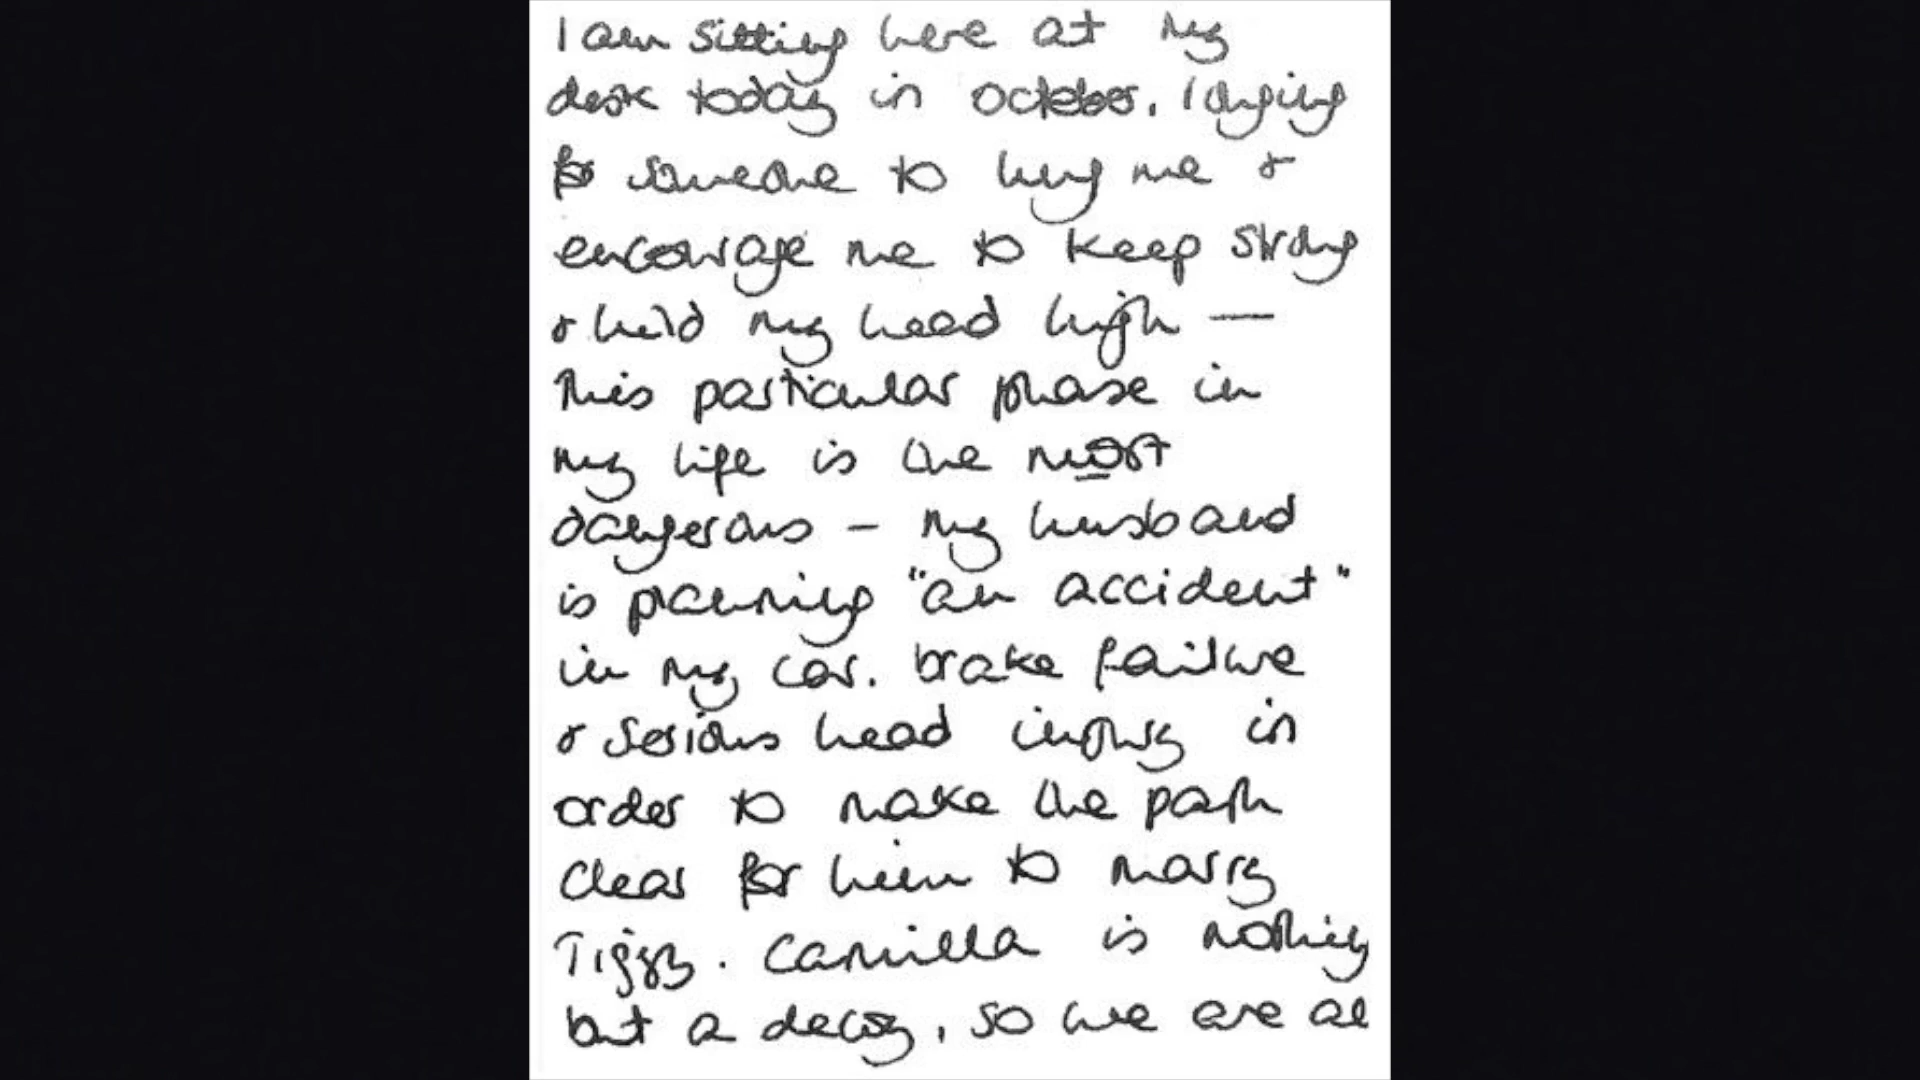 I am sitting here at my
desk today in October, longing
for someone to hug me &
encourage me to keep strong
& hold my head high —
This particular phase in
my life is the most
dangerous – my husband
is planning "an accident"
in my car. brake failure
& serious head injury in
order to make the path
clear for him to marry
Tiggy. Camilla is nothing
but a decoy, so we are al